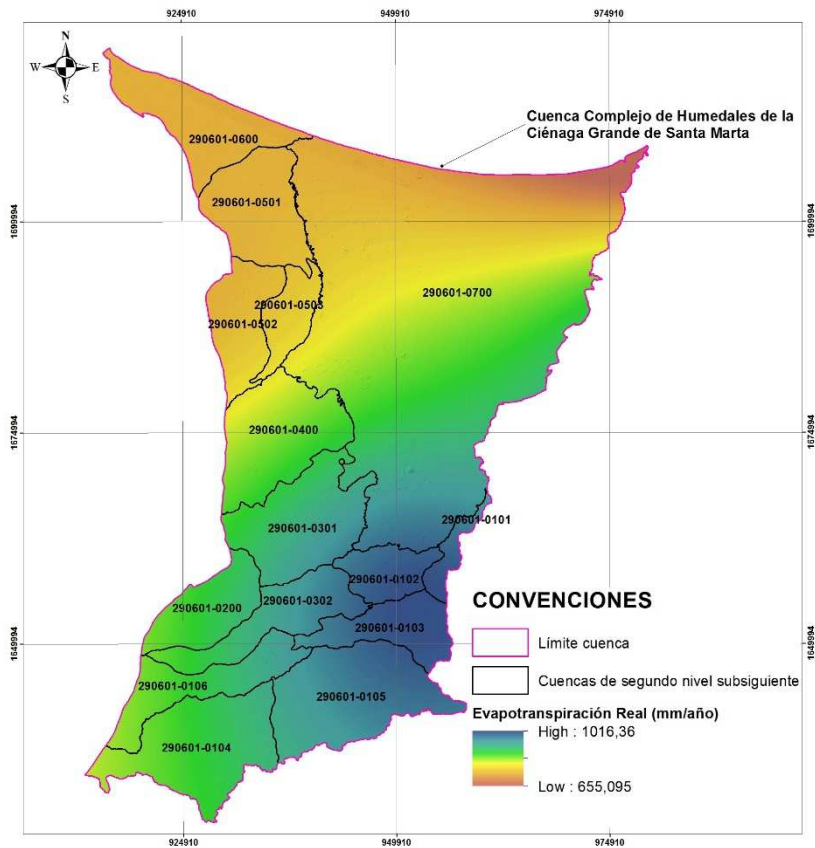 924910 949910 974910
N
W E
S
Cuenca Complejo de Humedales de la
Ciénaga Grande de Santa Marta
290601-0600
290601-0501
1699994 1699994
290601-0700
290601-0503
290601-0502
290601-0400
1674994 1674994
290601-0301
290601-0101
290601-0102
290601-0302
290601-0200
290601-0103
290601-0106
290601-0105
290601-0104
1649994 1649994
CONVENCIONES
Límite cuenca
Cuencas de segundo nivel subsiguiente
Evapotranspiración Real (mm/año)
High : 1016,36
Low : 655,095
924910 949910 974910